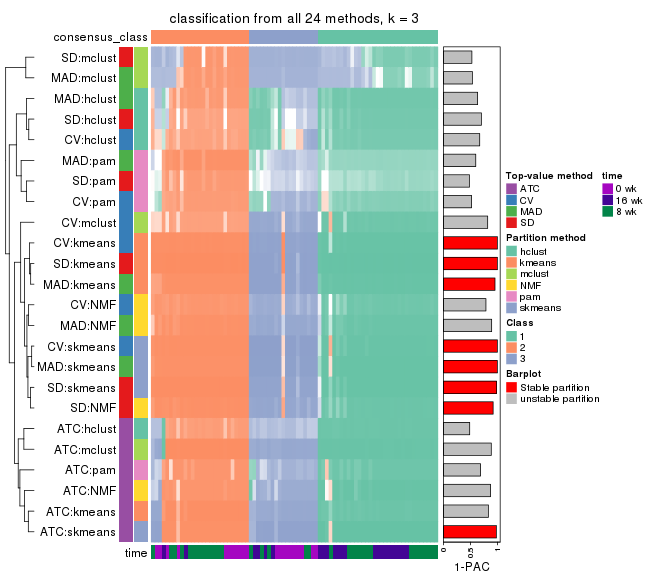 classification from all 24 methods, k = 3
consensus_class
SD:mclust
MAD:mclust
MAD:hclust
SD:hclust
CV:hclust
MAD:pam
SD:pam
CV:pam
CV:mclust
CV:kmeans
SD:kmeans
MAD:kmeans
CV:NMF
MAD:NMF
CV:skmeans
MAD:skmeans
SD:skmeans
SD:NMF
ATC:hclust
ATC:mclust
ATC:pam
ATC:NMF
ATC:kmeans
ATC:skmeans
time
0
0.5
1
1-PAC
Top-value method
ATC
CV
MAD
SD
Partition method
hclust
kmeans
mclust
NMF
pam
skmeans
Class
1
2
3
Barplot
Stable partition
unstable partition
time
0 wk
16 wk
8 wk